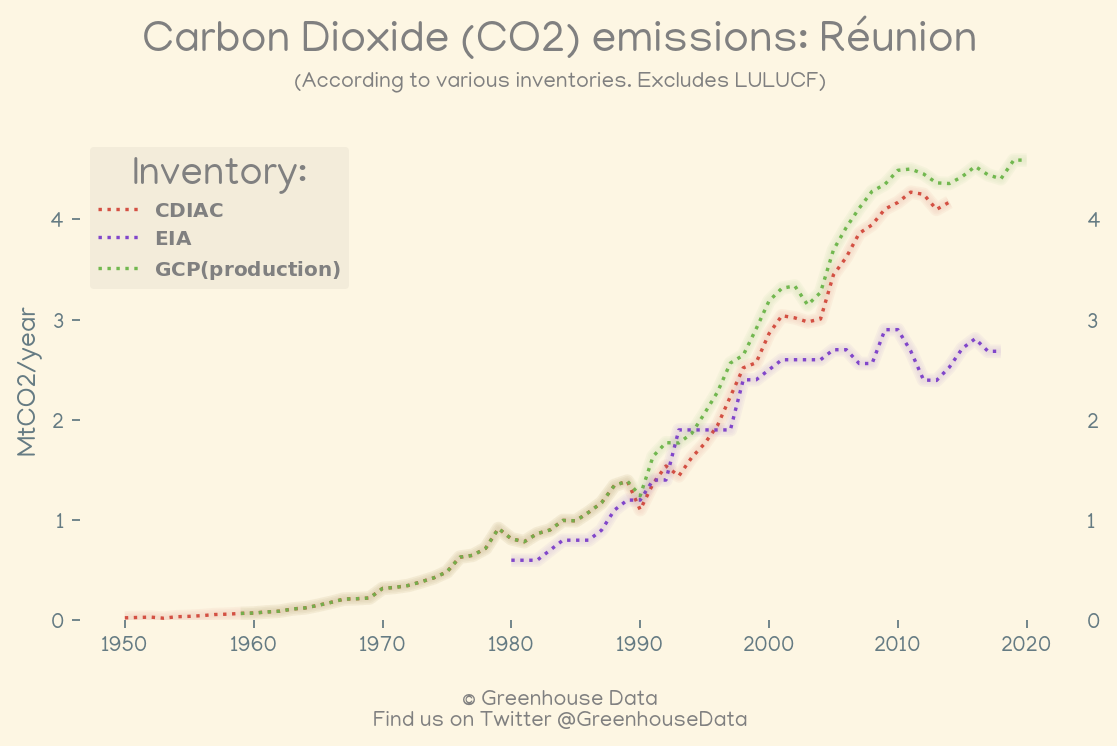 Carbon Dioxide (CO2) emissions: Réunion
(According to various inventories. Excludes LULUCF)
Inventory:
CDIAC
EIA
GCP(production)
MtCO2/year
4
3
2
1
0
4
3
2
1
0
1950 1960 1970 1980 1990 2000 2010 2020
© Greenhouse Data
Find us on Twitter @GreenhouseData